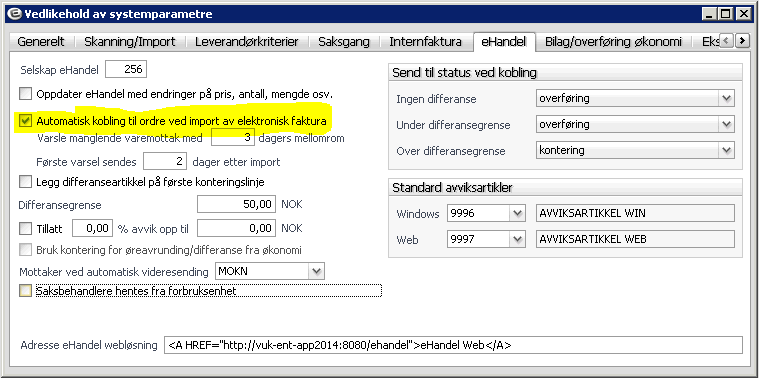 Vedlikehold av systemparametre
Generelt Skanning/Import Leverandørkriterier Saksgang Internfaktura eHandel Bilag/overføring økonomi Eks
Selskap eHandel 256
Oppdater eHandel med endringer på pris, antall, mengde osv.
Automatisk kobling til ordre ved import av elektronisk faktura
Varsle manglende varemottak med 3 dagers mellomrom
Første varsel sendes 2 dager etter import
Legg differanseartikkel på første konteringslinje
Differansegrense 50,00 NOK
Tillatt 0,00 % avvik opp til 0,00 NOK
Bruk kontering for øreavrunding/differanse fra økonomi
Mottaker ved automatisk videresending MOKN
Saksbehandlere hentes fra forbruksenhet
Send til status ved kobling
Ingen differanse overføring
Under differansegrense overføring
Over differansegrense kontering
Standard avviksartikler
Windows 9996 AVVIKSARTIKKEL WIN
Web 9997 AVVIKSARTIKKEL WEB
Adresse eHandel webløsning <A HREF="http://vuk-ent-app2014:8080/ehandel">eHandel Web</A>